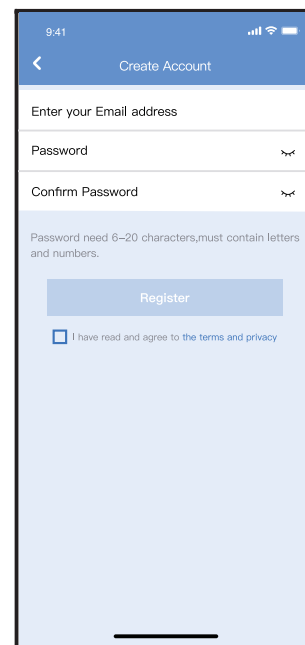 9:41
Create Account
Enter your Email address
Password
Confirm Password
Password need 6–20 characters,must contain letters
and numbers.
Register
I have read and agree to the terms and privacy